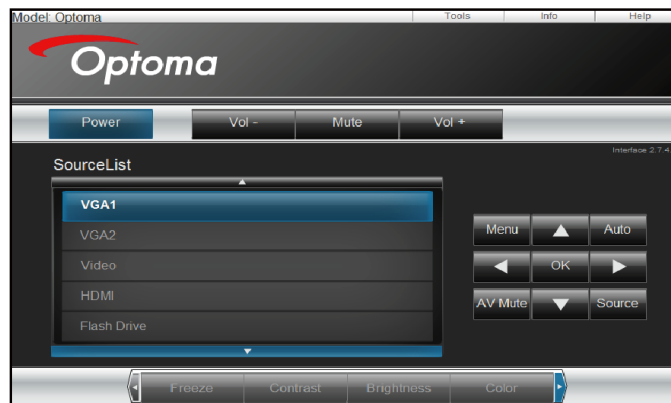 Model: Optoma Tools Info Help
Optoma
Power Vol - Mute Vol +
Interface 2.7.4
SourceList
VGA1
VGA2
Video
HDMI
Flash Drive
Menu Auto
OK
AV Mute Source
Freeze Contrast Brightness Color